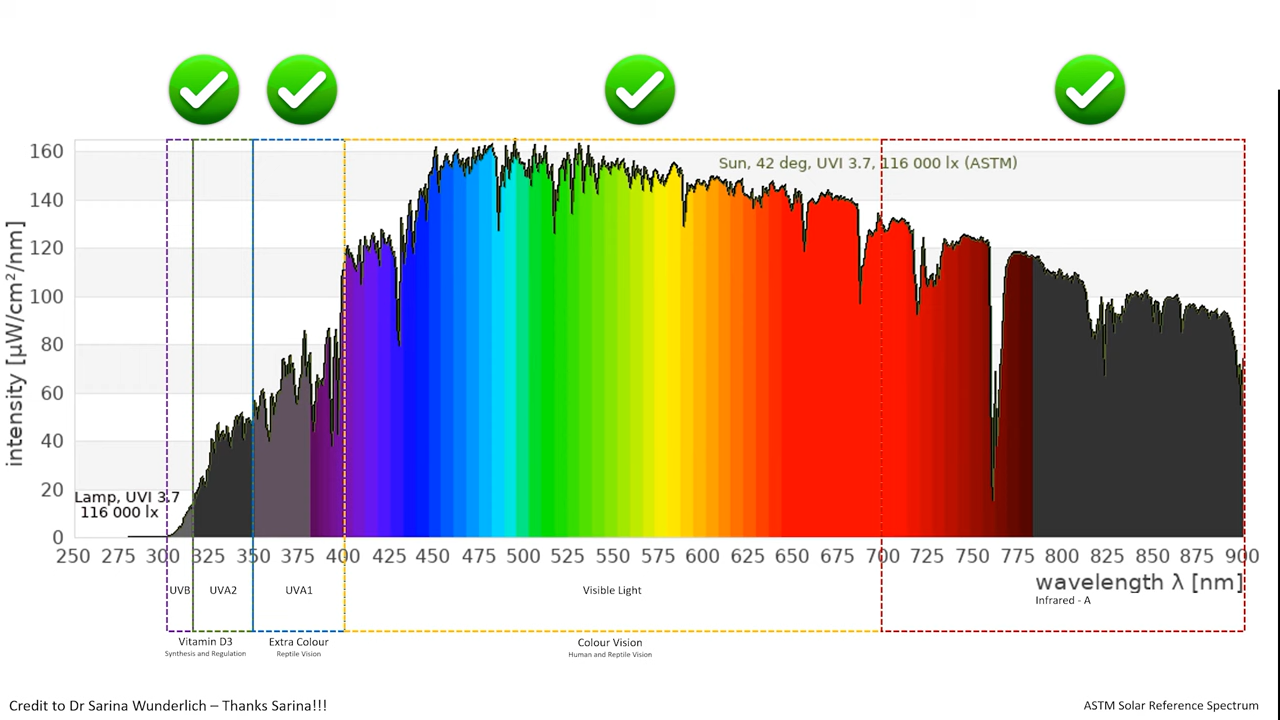 Sun, 42 deg, UVI 3.7, 116 000 lx (ASTM)
intensity [µW/cm²/nm]
160
140
120
100
80
60
40
20
0
Lamp, UVI 3.7
116 000 lx
250 275 300 325 350 375 400 425 450 475 500 525 550 575 600 625 650 675 700 725 750 775 800 825 850 875 900
wavelength λ [nm]
UVB UVA2 UVA1 Visible Light Infrared - A
Vitamin D3 Extra Colour Colour Vision
Synthesis and Regulation Reptile Vision Human and Reptile Vision
Credit to Dr Sarina Wunderlich – Thanks Sarina!!! ASTM Solar Reference Spectrum